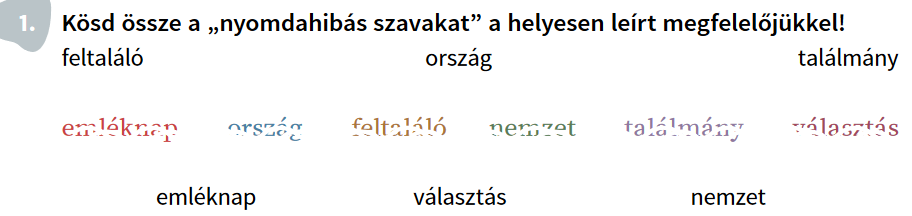 1. Kösd össze a „nyomdahibás szavakat” a helyesen leírt megfelelőjükkel!
feltaláló ország találmány
emléknap ország feltaláló nemzet találmány választás
emléknap választás nemzet